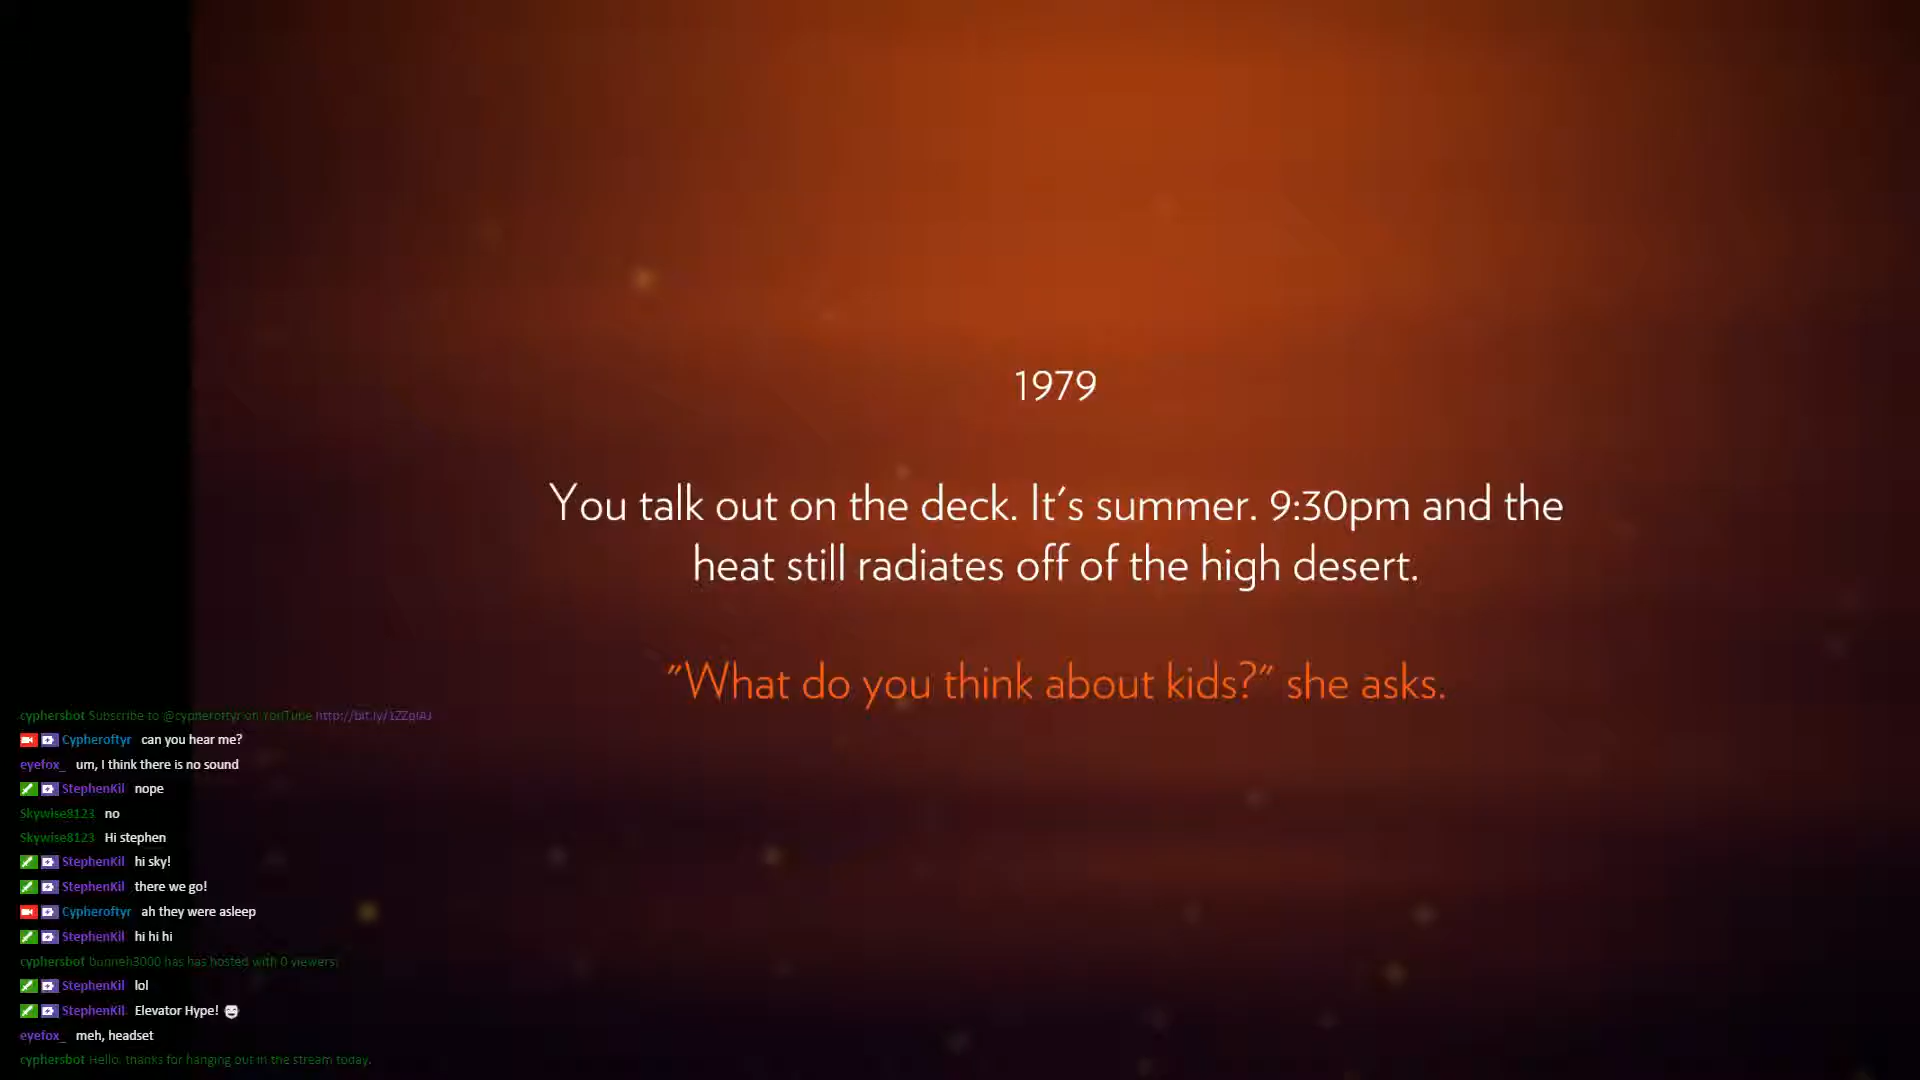 1979
You talk out on the deck. It's summer. 9:30pm and the
heat still radiates off of the high desert.
"What do you think about kids?" she asks.
cyphersbot Subscribe to @cypheroftyr on YouTube
Cypheroftyr can you hear me?
eyefox_ um, I think there is no sound
StephenKil nope
Skywise8123 no
Skywise8123 Hi stephen
StephenKil hi sky!
StephenKil there we go!
Cypheroftyr ah they were asleep
StephenKil hi hi hi
cyphersbot bunneh3000 has has hosted with 0 viewers!
StephenKil lol
StephenKil Elevator Hype!
eyefox_ meh, headset
cyphersbot Hello, thanks for hanging out in the stream today.